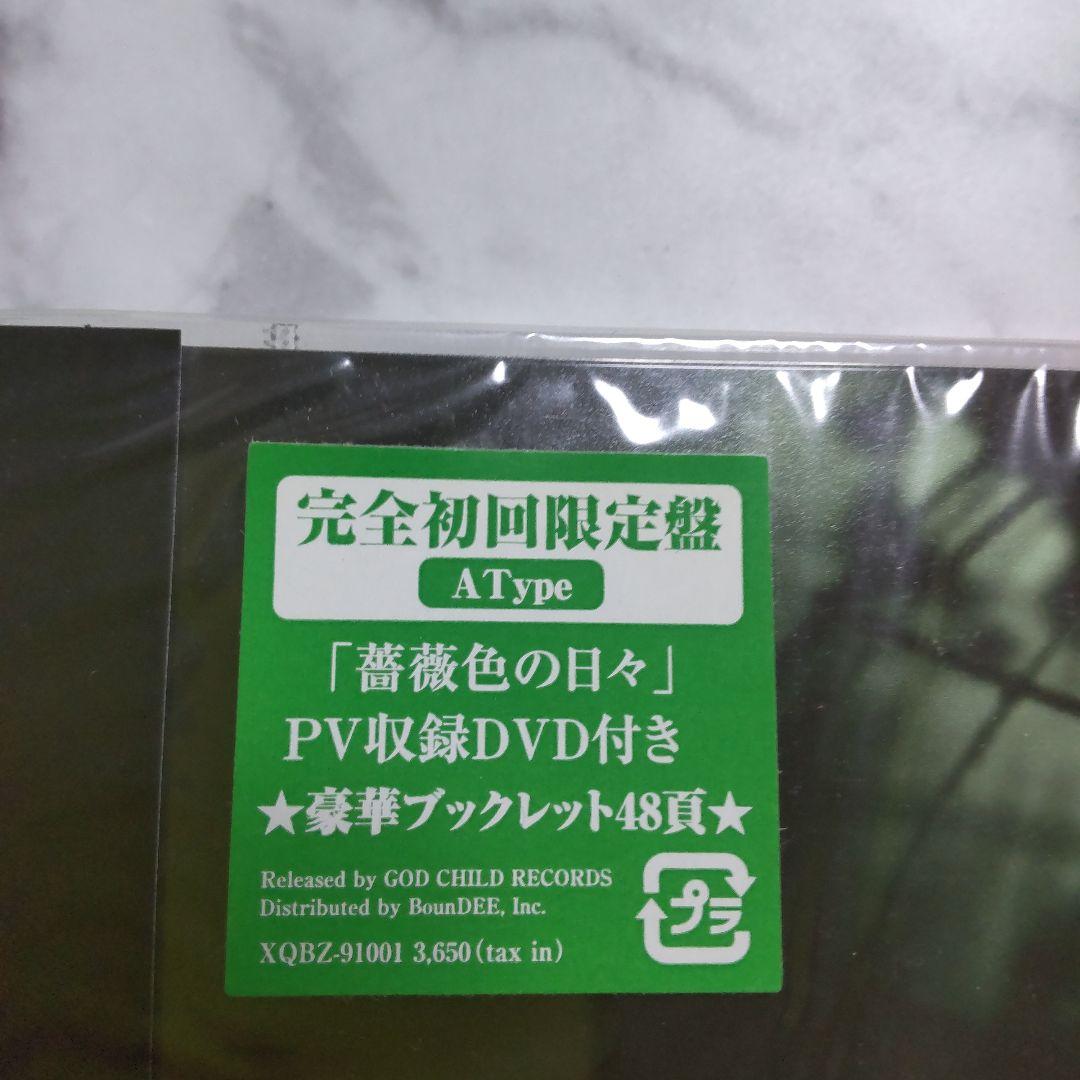 完全初回限定盤
A Type
「薔薇色の日々」
PV収録DVD付き
★豪華ブックレット48頁★
Released by GOD CHILD RECORDS
Distributed by BounDEE, Inc.
XQBZ-91001 3,650(tax in)
プラ